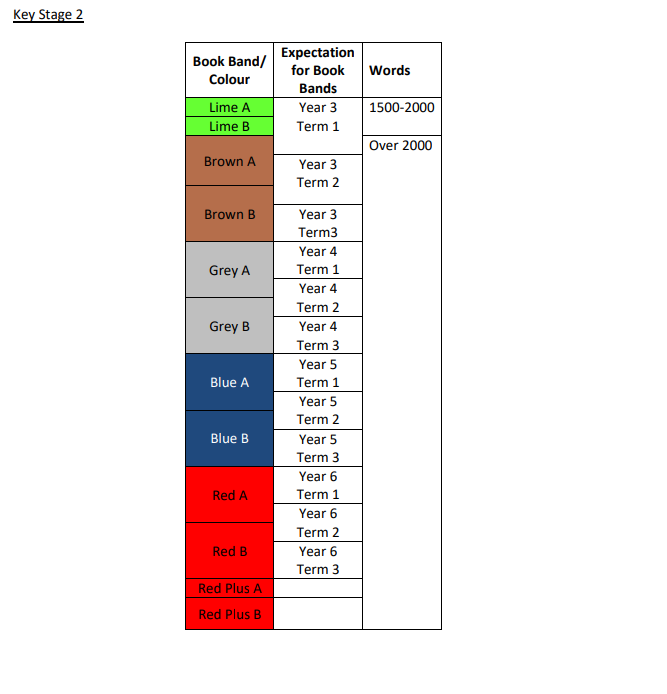 Key Stage 2
Book Band/
Colour
Expectation
for Book
Bands
Words
Lime A
Lime B
Year 3
Term 1
1500-2000
Over 2000
Brown A
Year 3
Term 2
Brown B
Year 3
Term3
Grey A
Year 4
Term 1
Year 4
Term 2
Grey B
Year 4
Term 3
Blue A
Year 5
Term 1
Year 5
Term 2
Blue B
Year 5
Term 3
Red A
Year 6
Term 1
Year 6
Term 2
Red B
Year 6
Term 3
Red Plus A
Red Plus B